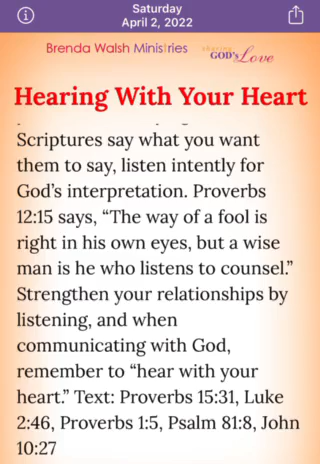 Saturday
April 2, 2022
Brenda Walsh Ministries
sharing
GOD'S Love
Hearing With Your Heart
Scriptures say what you want
them to say, listen intently for
God’s interpretation. Proverbs
12:15 says, “The way of a fool is
right in his own eyes, but a wise
man is he who listens to counsel.”
Strengthen your relationships by
listening, and when
communicating with God,
remember to “hear with your
heart.” Text: Proverbs 15:31, Luke
2:46, Proverbs 1:5, Psalm 81:8, John
10:27